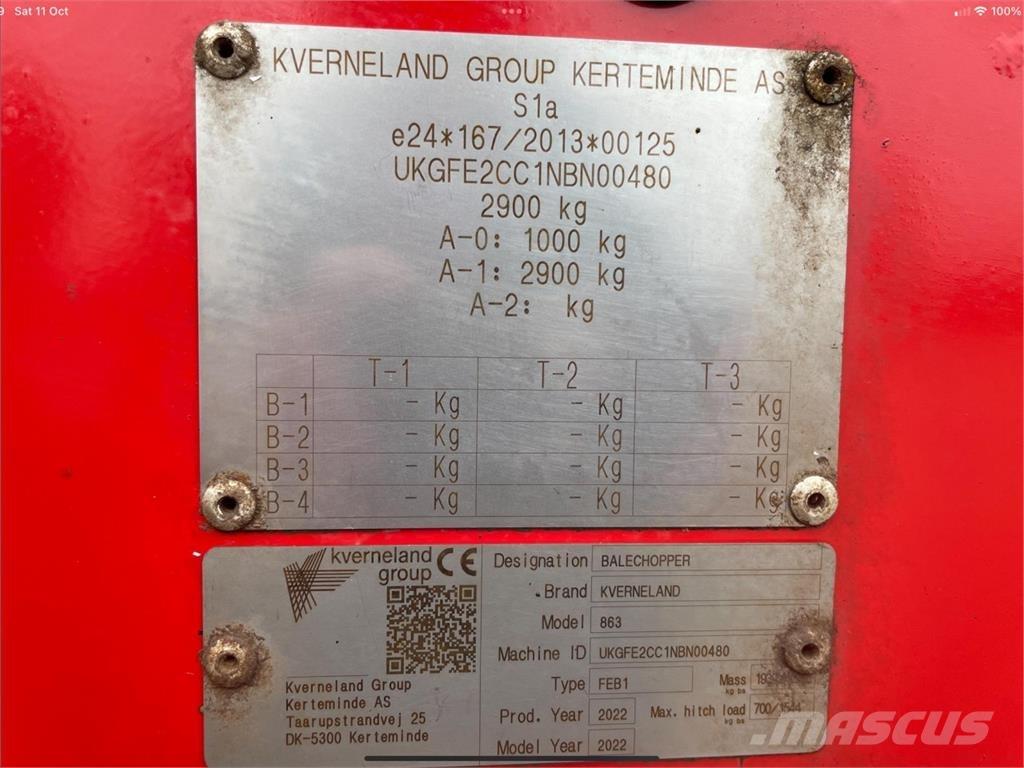 Sat 11 Oct
100%
KVERNELAND GROUP KERTEMINDE AS
S1a
e24*167/2013*00125
UKGFE2CC1NBN00480
2900 kg
A-0: 1000 kg
A-1: 2900 kg
A-2: kg
T-1 T-2 T-3
B-1 - Kg - Kg - Kg
B-2 - Kg - Kg - Kg
B-3 - Kg - Kg - Kg
B-4 - Kg - Kg - Kg
kverneland
group CE
Kverneland Group
Kerteminde AS
Taarupstrandvej 25
DK-5300 Kerteminde
Designation BALECHOPPER
Brand KVERNELAND
Model 863
Machine ID UKGFE2CC1NBN00480
Type FEB1 Mass
kg
Prod. Year 2022 Max. hitch load 700/1544
kg
Model Year 2022
MASCUS